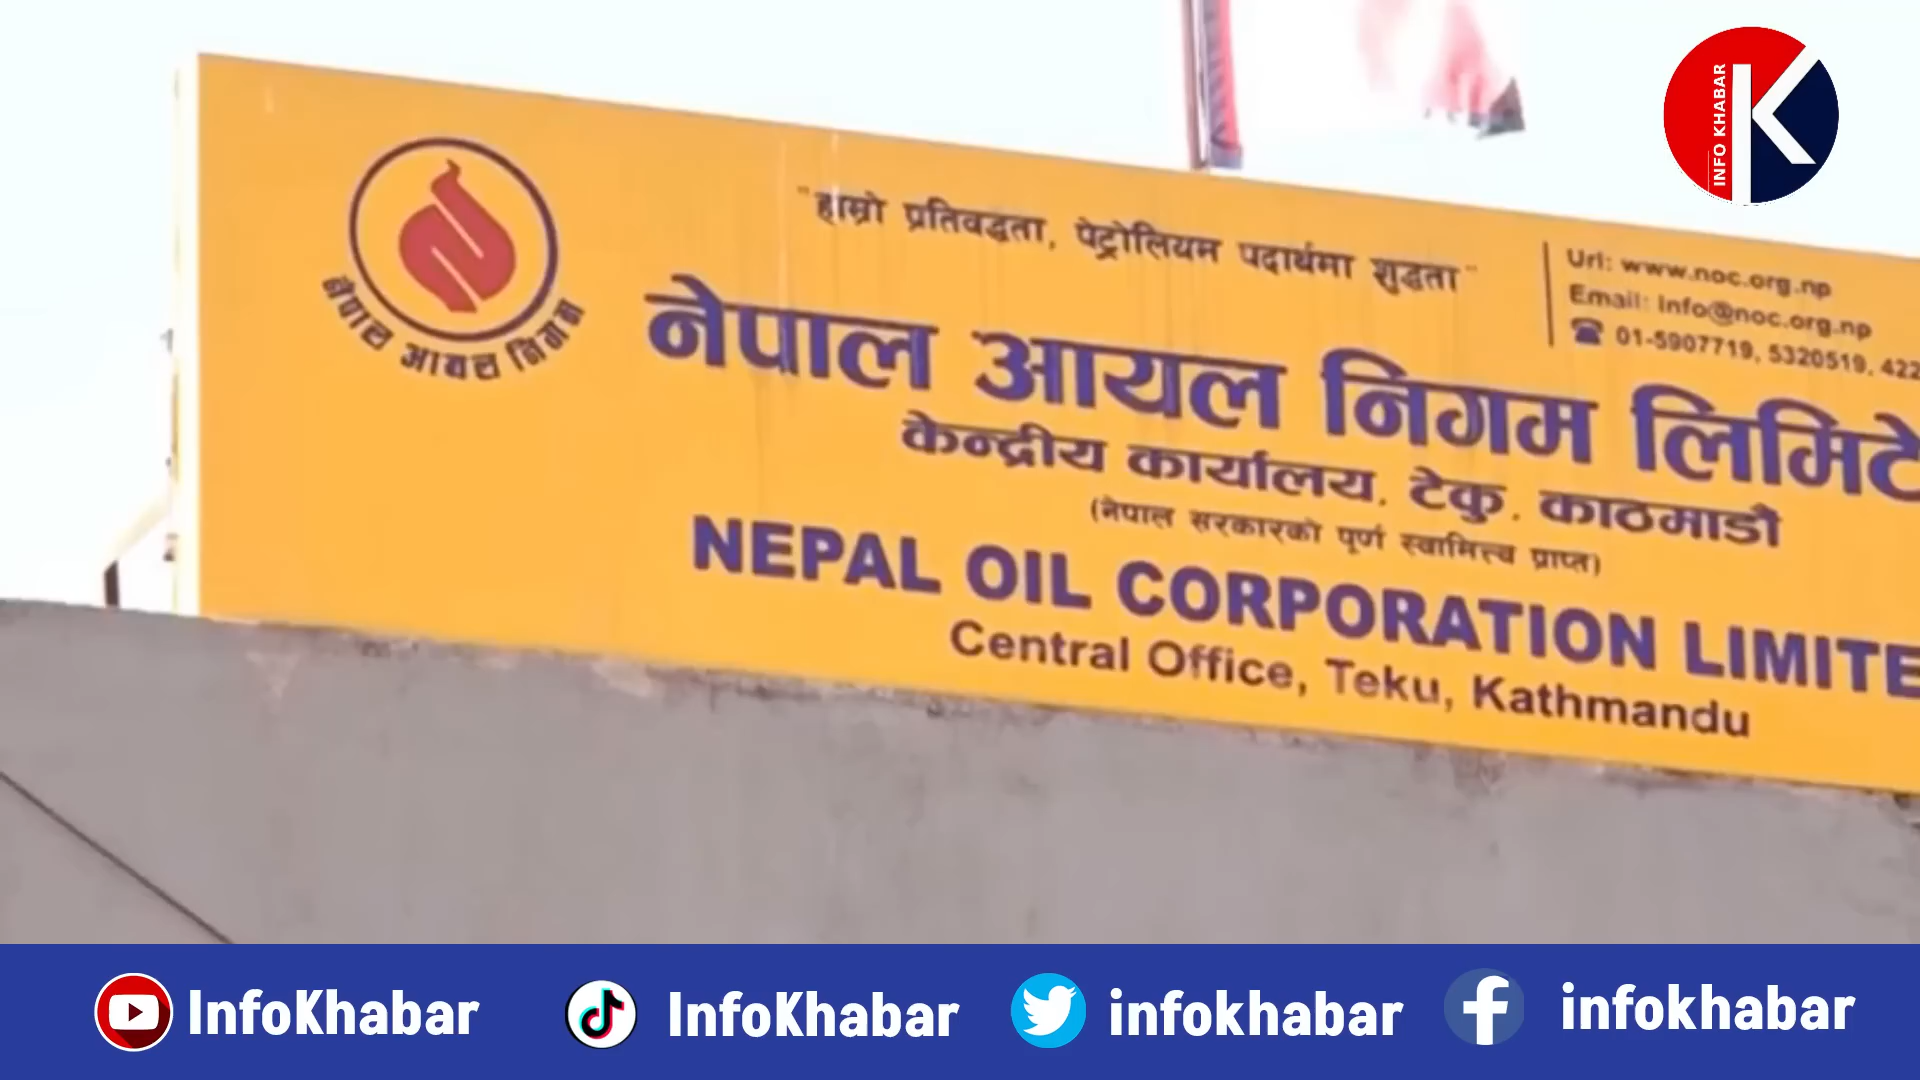 INFO KHABAR
"हाम्रो प्रतिवद्धता, पेट्रोलियम पदार्थमा शुद्धता"
Url: www.noc.org.np
Email: info@noc.org.np
01-5907719, 5320519, 422
नेपाल आयल निगम
नेपाल आयल निगम लिमिटे
केन्द्रीय कार्यालय, टेकु, काठमाडौं
(नेपाल सरकारको पूर्ण स्वामित्त्व प्राप्त)
NEPAL OIL CORPORATION LIMITE
Central Office, Teku, Kathmandu
InfoKhabar InfoKhabar infokhabar infokhabar